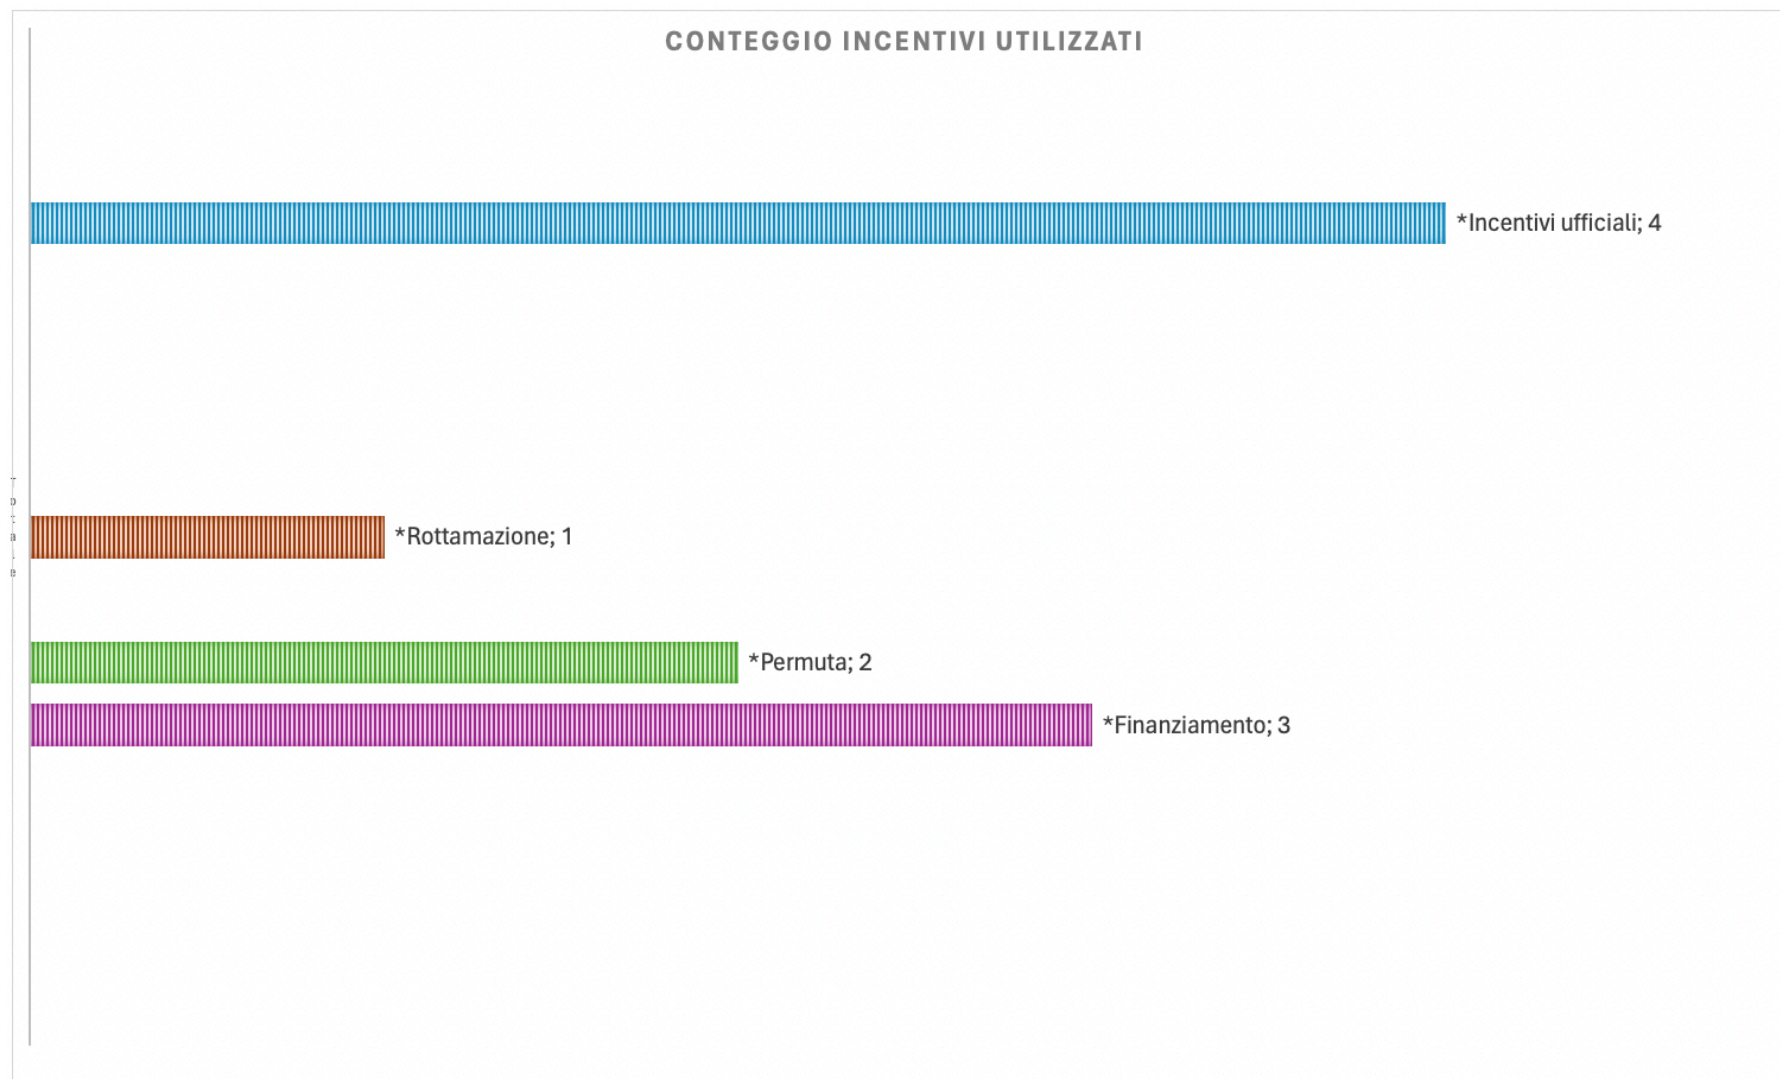 CONTEGGIO INCENTIVI UTILIZZATI
*Incentivi ufficiali; 4
*Rottamazione; 1
*Permuta; 2
*Finanziamento; 3